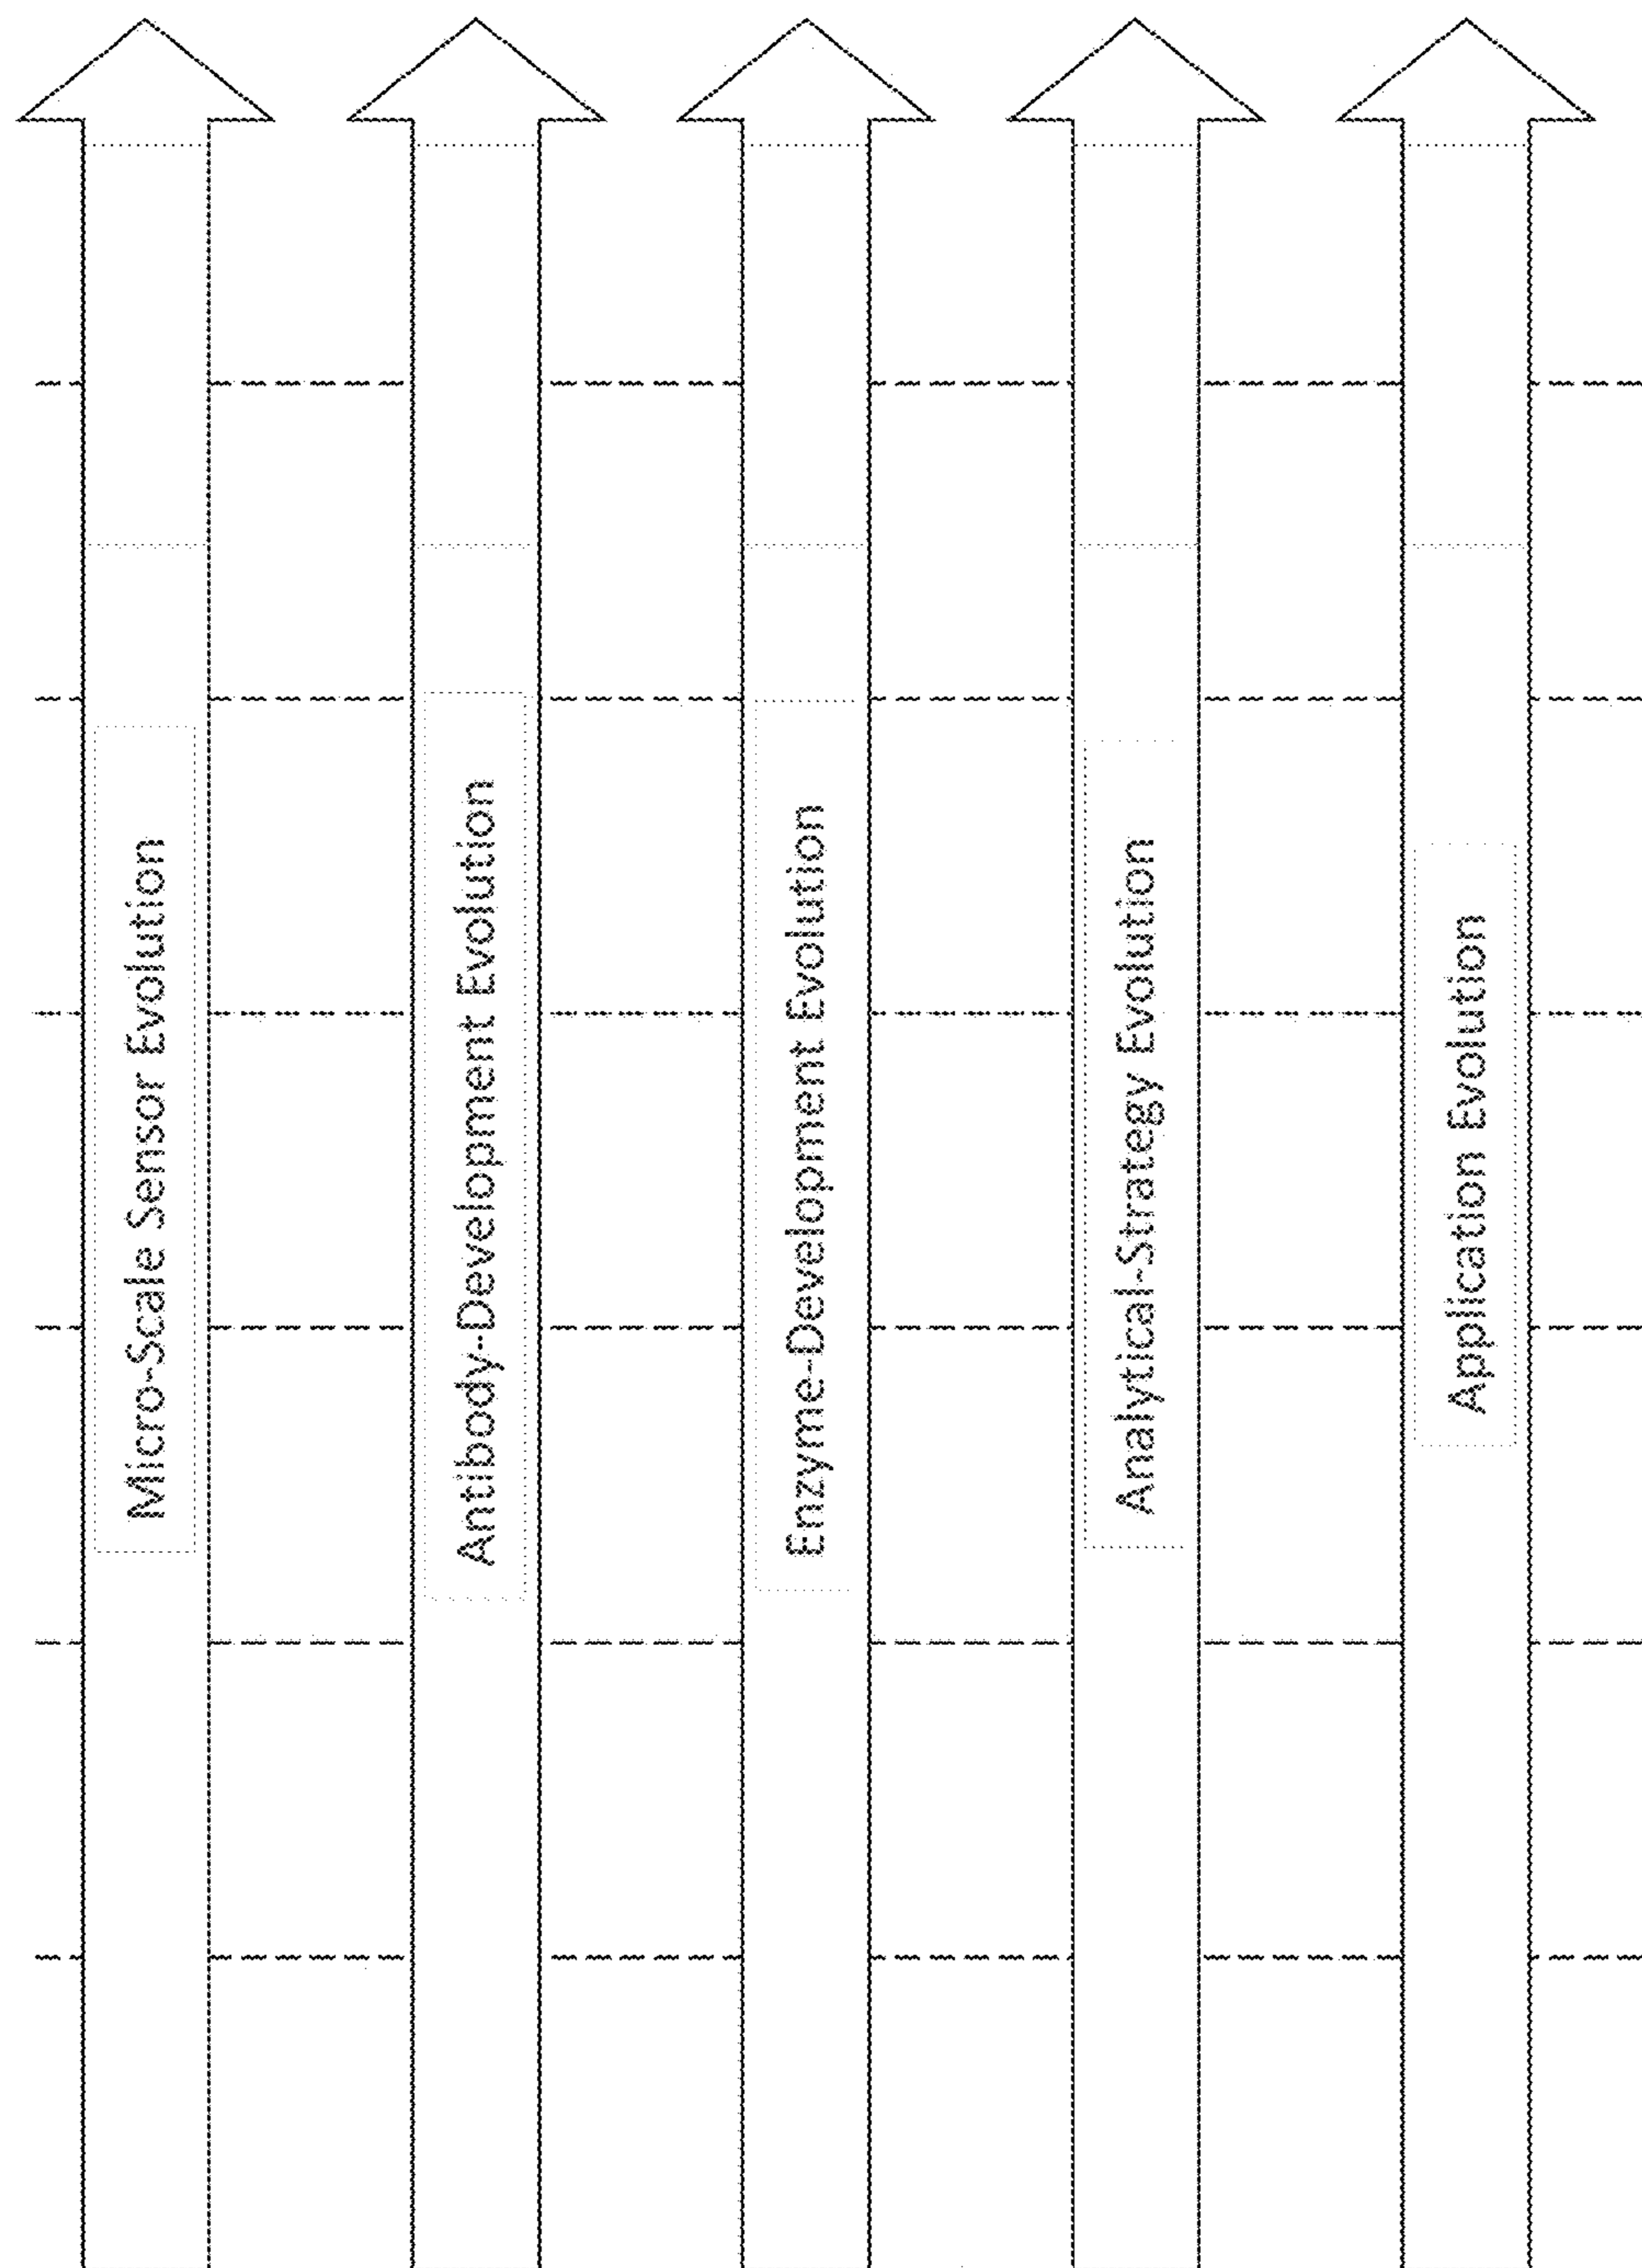 Micro-Scale Sensor Evolution
Antibody-Development Evolution
Enzyme-Development Evolution
Analytical-Strategy Evolution
Application Evolution